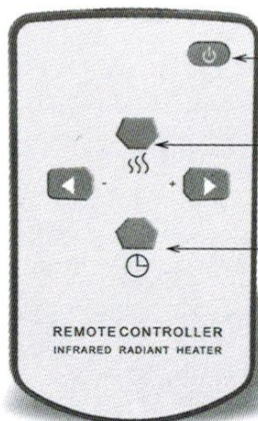 - +
REMOTE CONTROLLER
INFRARED RADIANT HEATER